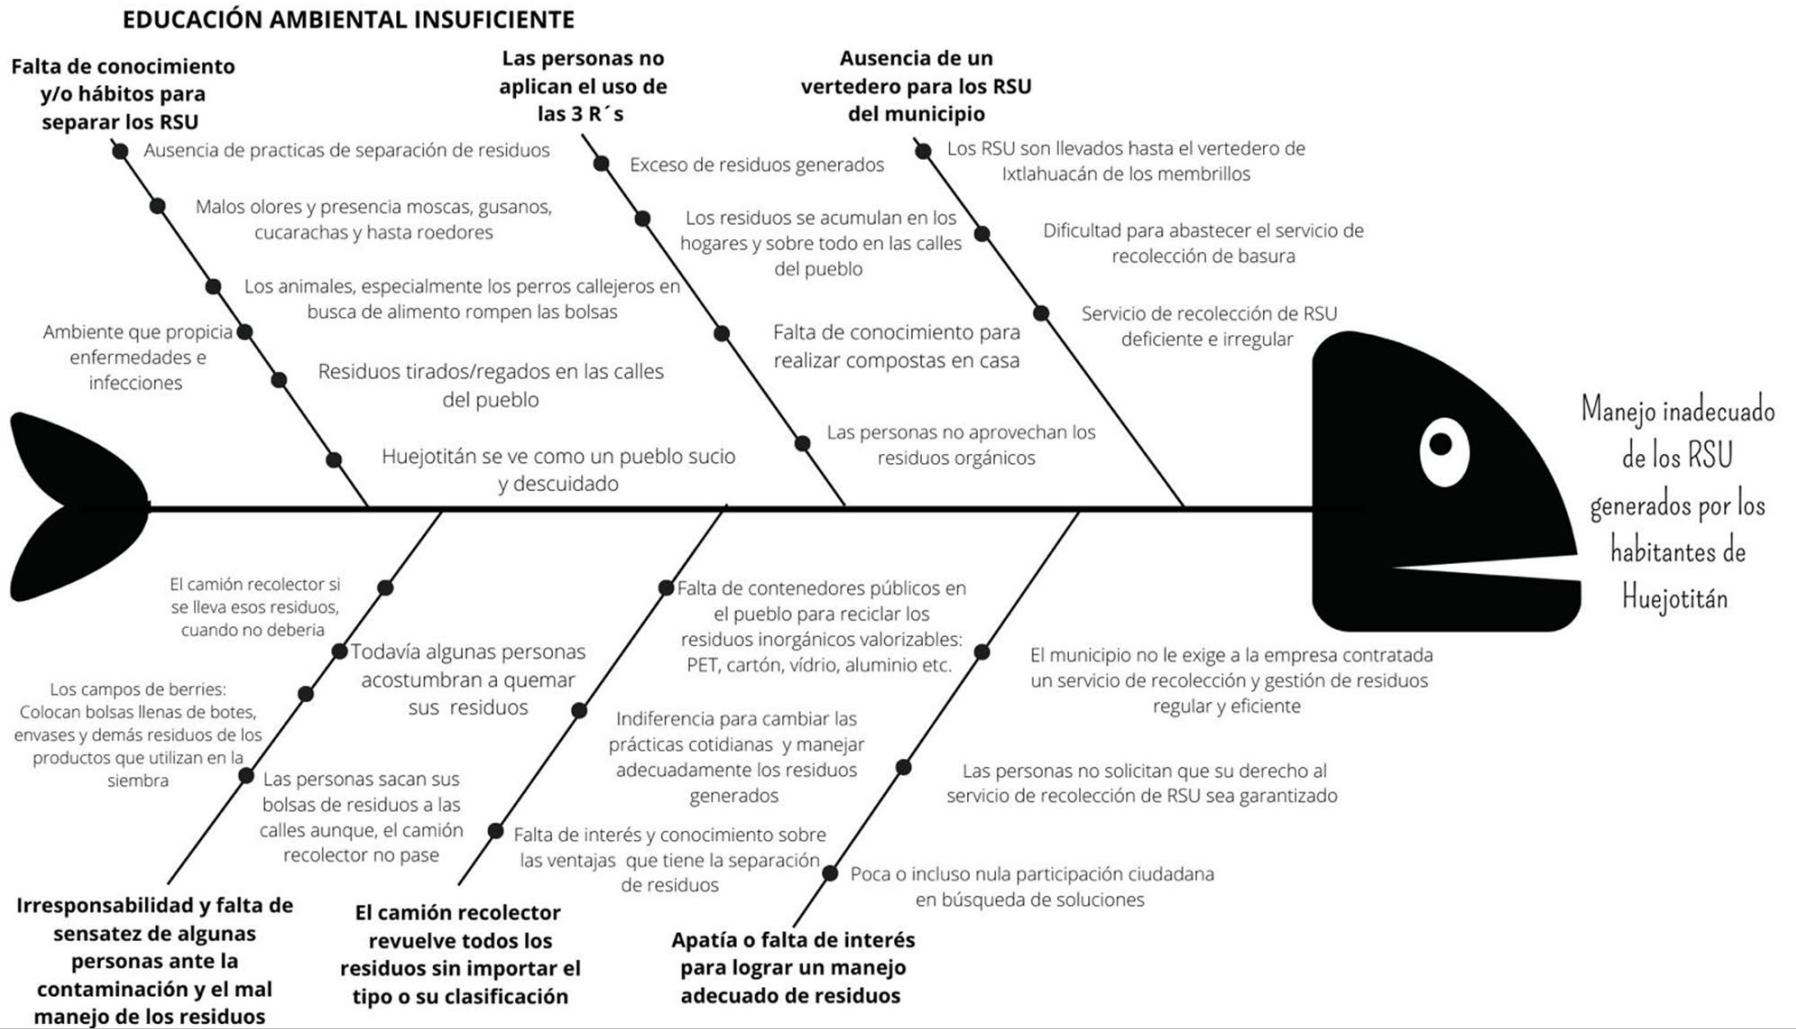 EDUCACIÓN AMBIENTAL INSUFICIENTE
Falta de conocimiento
y/o hábitos para
separar los RSU
Ausencia de practicas de separación de residuos
Malos olores y presencia moscas, gusanos,
cucarachas y hasta roedores
Los animales, especialmente los perros callejeros en
busca de alimento rompen las bolsas
Ambiente que propicia
enfermedades e
infecciones
Residuos tirados/regados en las calles
del pueblo
Huejotitán se ve como un pueblo sucio
y descuidado
Las personas no
aplican el uso de
las 3 R´s
Exceso de residuos generados
Los residuos se acumulan en los
hogares y sobre todo en las calles
del pueblo
Falta de conocimiento para
realizar compostas en casa
Las personas no aprovechan los
residuos orgánicos
Ausencia de un
vertedero para los RSU
del municipio
Los RSU son llevados hasta el vertedero de
Ixtlahuacán de los membrillos
Dificultad para abastecer el servicio de
recolección de basura
Servicio de recolección de RSU
deficiente e irregular
Manejo inadecuado
de los RSU
generados por los
habitantes de
Huejotitán
El camión recolector si
se lleva esos residuos,
cuando no deberia
Todavía algunas personas
acostumbran a quemar
sus residuos
Los campos de berries:
Colocan bolsas llenas de botes,
envases y demás residuos de los
productos que utilizan en la
siembra
Las personas sacan sus
bolsas de residuos a las
calles aunque, el camión
recolector no pase
Irresponsabilidad y falta de
sensatez de algunas
personas ante la
contaminación y el mal
manejo de los residuos
Falta de contenedores públicos en
el pueblo para reciclar los
residuos inorgánicos valorizables:
PET, cartón, vídrio, aluminio etc.
Indiferencia para cambiar las
prácticas cotidianas y manejar
adecuadamente los residuos
generados
Falta de interés y conocimiento sobre
las ventajas que tiene la separación
de residuos
El camión recolector
revuelve todos los
residuos sin importar el
tipo o su clasificación
El municipio no le exige a la empresa contratada
un servicio de recolección y gestión de residuos
regular y eficiente
Las personas no solicitan que su derecho al
servicio de recolección de RSU sea garantizado
Poca o incluso nula participación ciudadana
en búsqueda de soluciones
Apatía o falta de interés
para lograr un manejo
adecuado de residuos